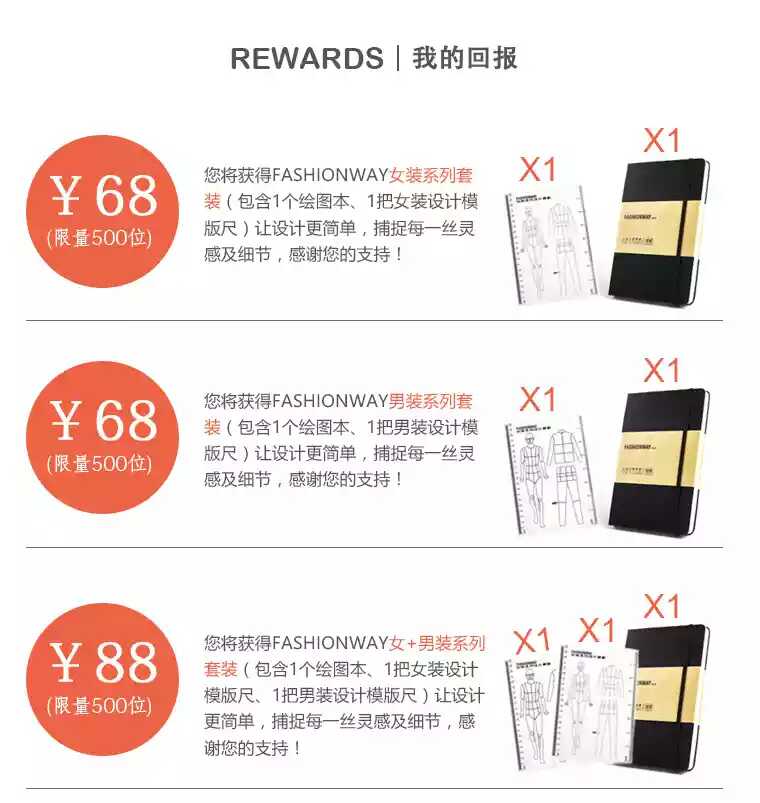 REWARDS｜我的回报
¥68
(限量500位)
您将获得FASHIONWAY女装系列套
装（包含1个绘图本、1把女装设计模
版尺）让设计更简单，捕捉每一丝灵
感及细节，感谢您的支持！
X1
X1
FASHIONWAY
¥68
(限量500位)
您将获得FASHIONWAY男装系列套
装（包含1个绘图本、1把男装设计模
版尺）让设计更简单，捕捉每一丝灵
感及细节，感谢您的支持！
X1
X1
FASHIONWAY
¥88
(限量500位)
您将获得FASHIONWAY女+男装系列
套装（包含1个绘图本、1把女装设计
模版尺、1把男装设计模版尺）让设计
更简单，捕捉每一丝灵感及细节，感
谢您的支持！
X1
X1
X1
FASHIONWAY